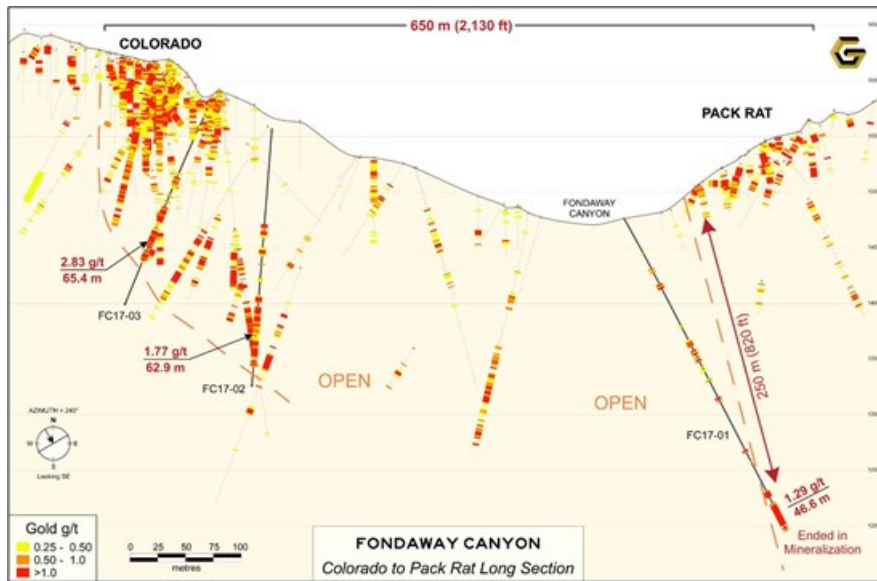 650 m (2,130 ft)
COLORADO
PACK RAT
FONDAWAY
CANYON
2.83 g/t
65.4 m
FC17-03
1.77 g/t
62.9 m
FC17-02
OPEN
OPEN
250 m (820 ft)
FC17-01
1.29 g/t
46.6 m
Ended in
Mineralization
AZIMUTH = 240°
N
W
S
Looking SE
Gold g/t
0.25 - 0.50
0.50 - 1.0
>1.0
0 25 50 75 100
metres
FONDAWAY CANYON
Colorado to Pack Rat Long Section